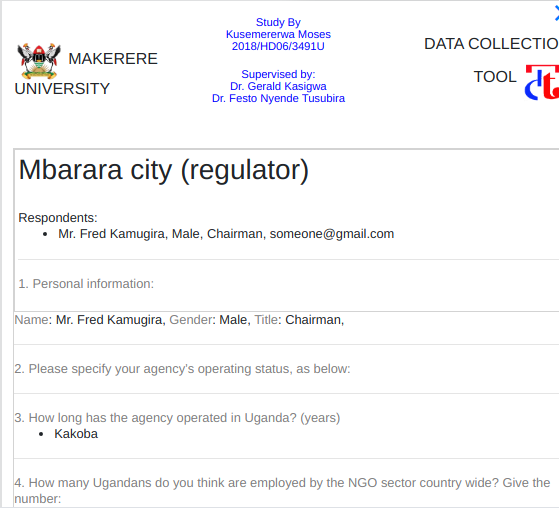 Study By
Kusemererwa Moses
2018/HD06/3491U
Supervised by:
Dr. Gerald Kasigwa
Dr. Festo Nyende Tusubira
MAKERERE
UNIVERSITY
DATA COLLECTIO
TOOL
Mbarara city (regulator)
Respondents:
• Mr. Fred Kamugira, Male, Chairman, someone@gmail.com
1. Personal information:
Name: Mr. Fred Kamugira, Gender: Male, Title: Chairman,
2. Please specify your agency's operating status, as below:
3. How long has the agency operated in Uganda? (years)
• Kakoba
4. How many Ugandans do you think are employed by the NGO sector country wide? Give the
number: